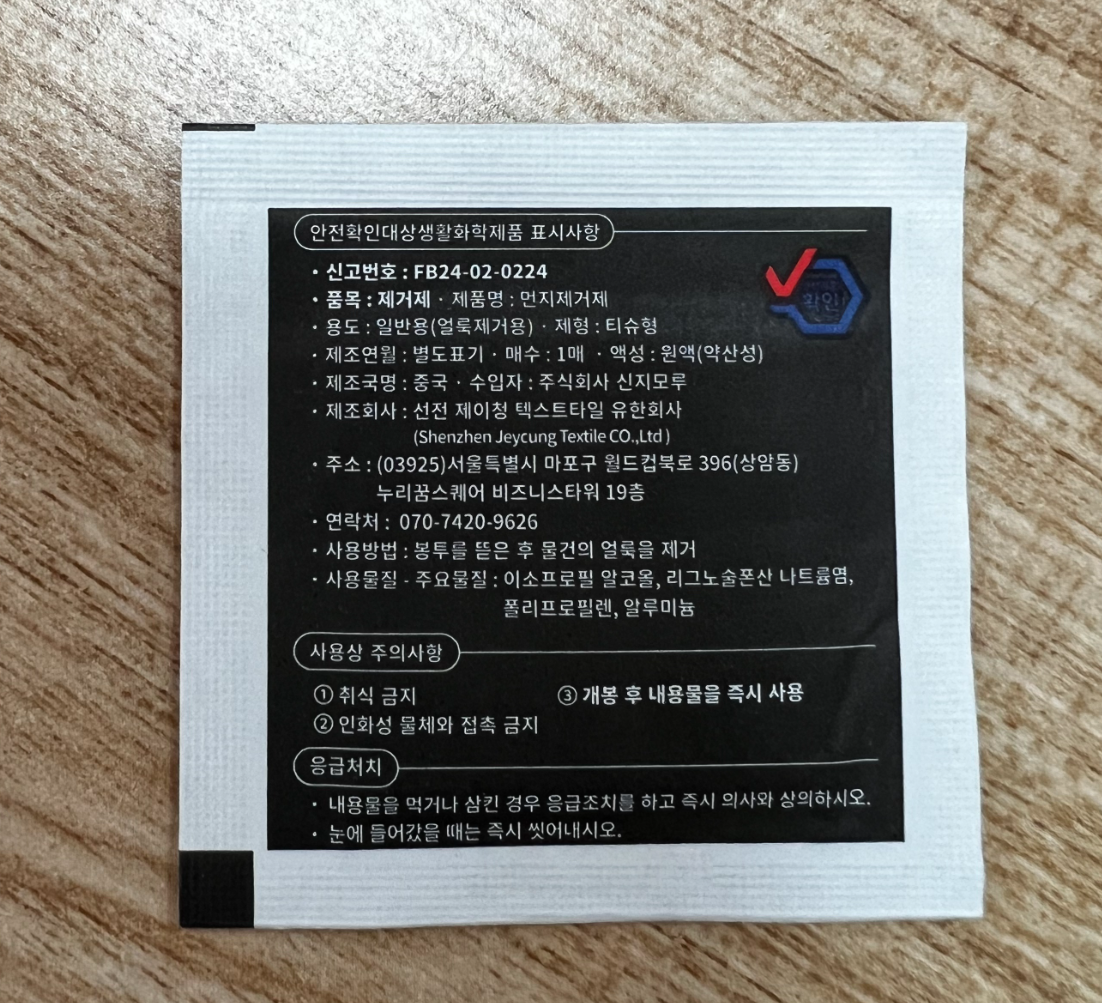 안전확인대상생활화학제품 표시사항
확인
· 신고번호 : FB24-02-0224
· 품목 : 제거제 · 제품명 : 먼지제거제
· 용도 : 일반용(얼룩제거용) · 제형 : 티슈형
· 제조연월 : 별도표기 · 매수 : 1매 · 액성 : 원액(약산성)
· 제조국명 : 중국 · 수입자 : 주식회사 신지모루
· 제조회사 : 선전 제이청 텍스트타일 유한회사
(Shenzhen Jeycung Textile CO.,Ltd )
· 주소 : (03925)서울특별시 마포구 월드컵북로 396(상암동)
누리꿈스퀘어 비즈니스타워 19층
· 연락처 : 070-7420-9626
· 사용방법 : 봉투를 뜯은 후 물건의 얼룩을 제거
· 사용물질 · 주요물질 : 이소프로필 알코올, 리그노술폰산 나트륨염,
폴리프로필렌, 알루미늄
사용상 주의사항
① 취식 금지 ③ 개봉 후 내용물을 즉시 사용
② 인화성 물체와 접촉 금지
응급처치
· 내용물을 먹거나 삼킨 경우 응급조치를 하고 즉시 의사와 상의하시오.
· 눈에 들어갔을 때는 즉시 씻어내시오.